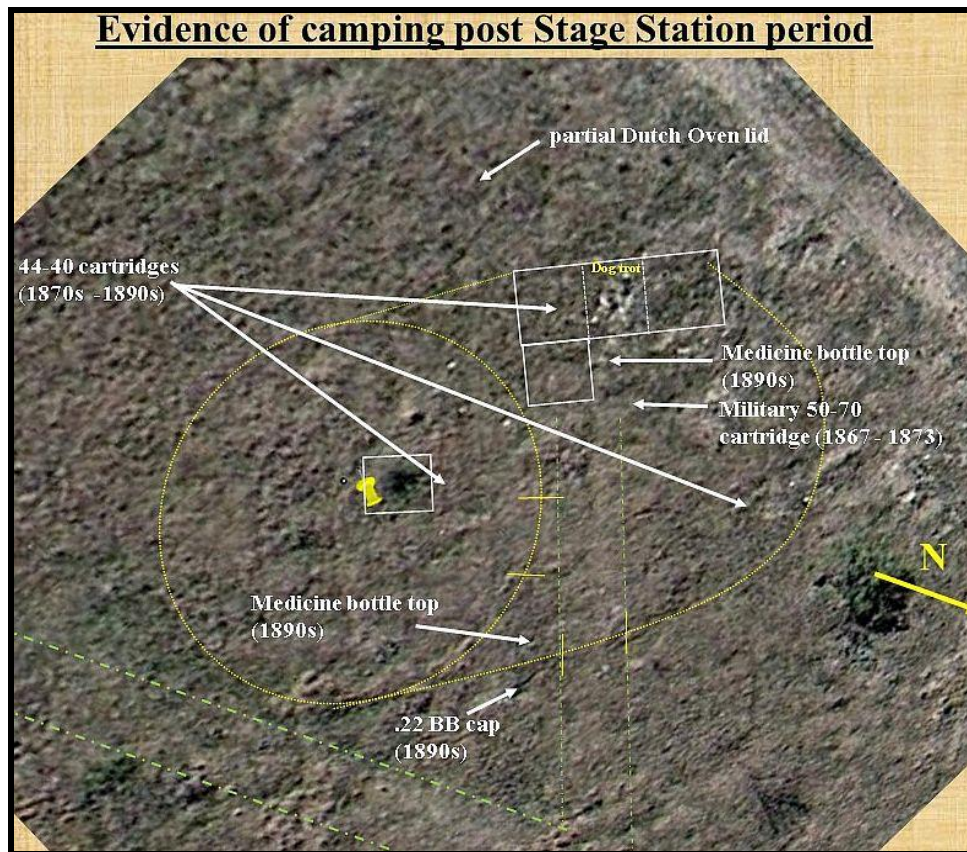 Evidence of camping post Stage Station period
partial Dutch Oven lid
44-40 cartridges
(1870s -1890s)
Dog trot
Medicine bottle top
(1890s)
Military 50-70
cartridge (1867 - 1873)
N
Medicine bottle top
(1890s)
.22 BB cap
(1890s)